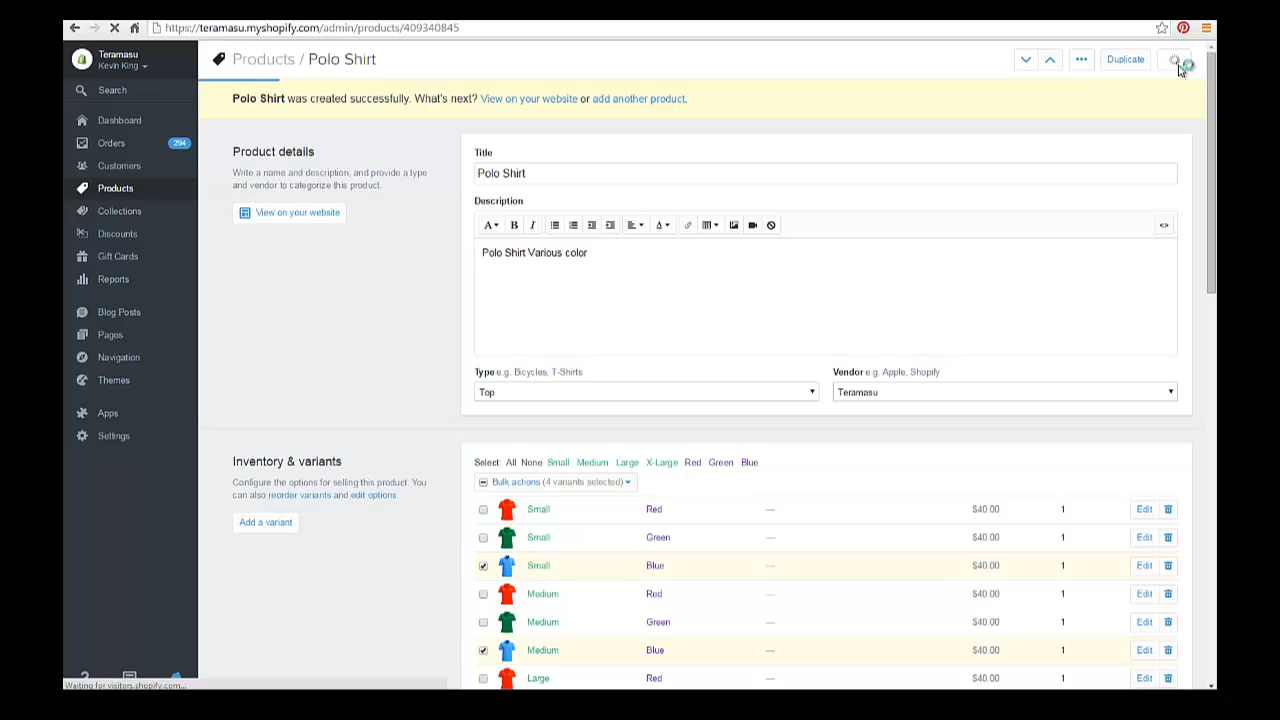 https://teramasu.myshopify.com/admin/products/409340845
Teramasu
Kevin King
Search
Dashboard
Orders 294
Customers
Products
Collections
Discounts
Gift Cards
Reports
Blog Posts
Pages
Navigation
Themes
Apps
Settings
Waiting for visitors.shopify.com...
Products / Polo Shirt
Duplicate
Polo Shirt was created successfully. What's next? View on your website or add another product.
Product details
Write a name and description, and provide a type
and vendor to categorize this product.
View on your website
Title
Polo Shirt
Description
A B I A <>
Polo Shirt Various color
Type e.g. Bicycles, T-Shirts Vendor e.g. Apple, Shopify
Top Teramasu
Inventory & variants
Configure the options for selling this product. You
can also reorder variants and edit options.
Add a variant
Select: All None Small Medium Large X-Large Red Green Blue
Bulk actions (4 variants selected)
Small Red — $40.00 1 Edit
Small Green — $40.00 1 Edit
Small Blue — $40.00 1 Edit
Medium Red — $40.00 1 Edit
Medium Green — $40.00 1 Edit
Medium Blue — $40.00 1 Edit
Large Red — $40.00 1 Edit